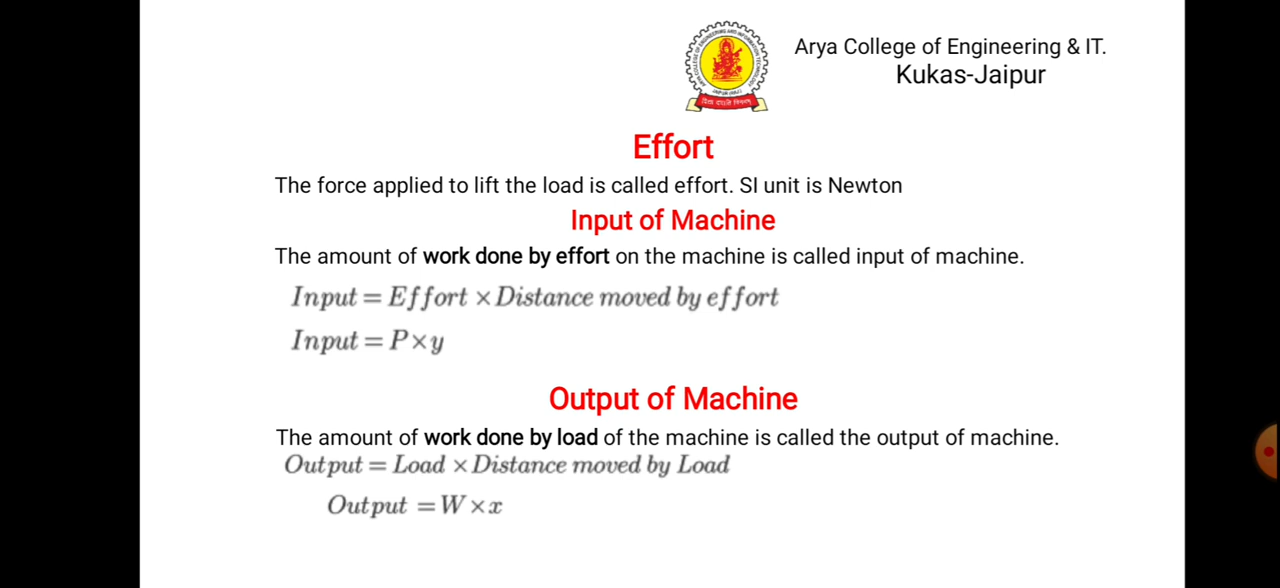 Arya College of Engineering & IT.
Kukas-Jaipur
Effort
The force applied to lift the load is called effort. SI unit is Newton
Input of Machine
The amount of work done by effort on the machine is called input of machine.
Input = Effort × Distance moved by effort
Input = P × y
Output of Machine
The amount of work done by load of the machine is called the output of machine.
Output = Load × Distance moved by Load
Output = W × x